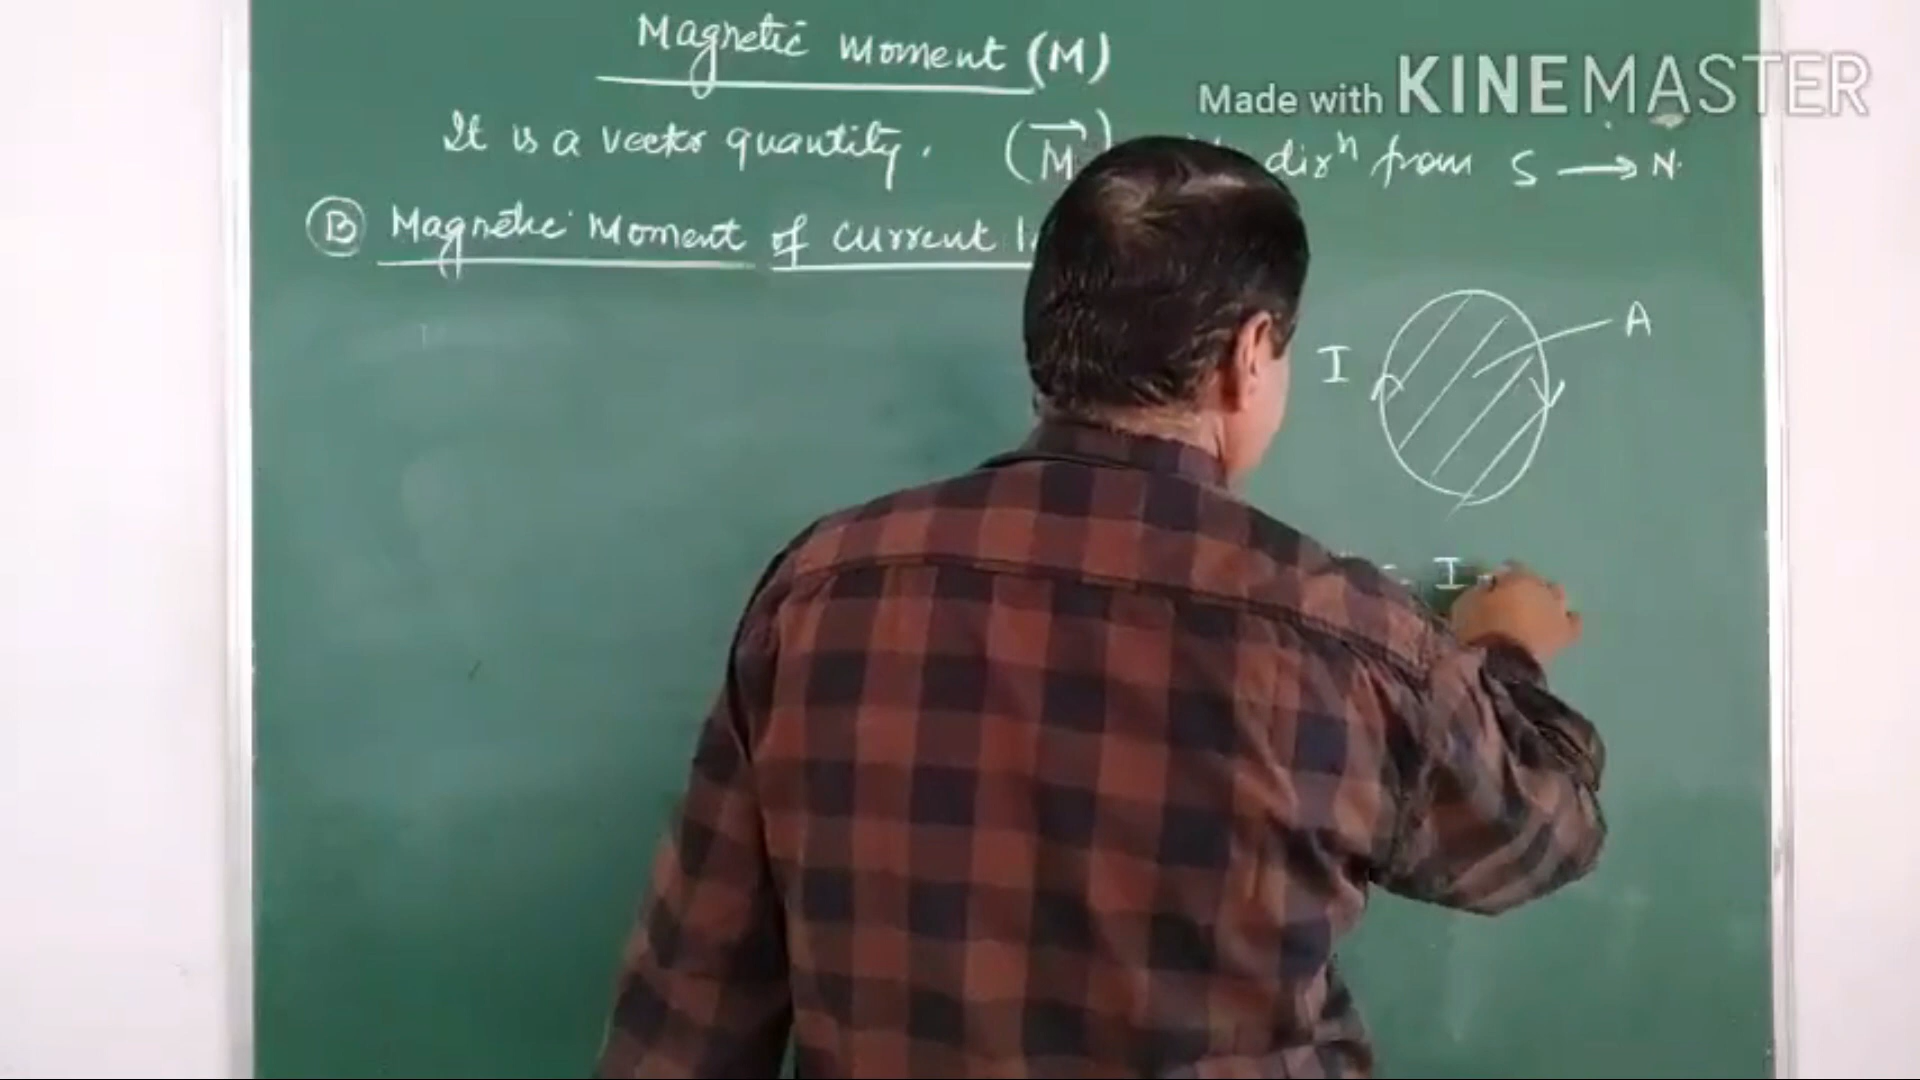 Magnetic Moment (M)
Made with KINEMASTER
It is a vector quantity. (M) dirⁿ from S → N.
B Magnetic Moment of current
A
I
I